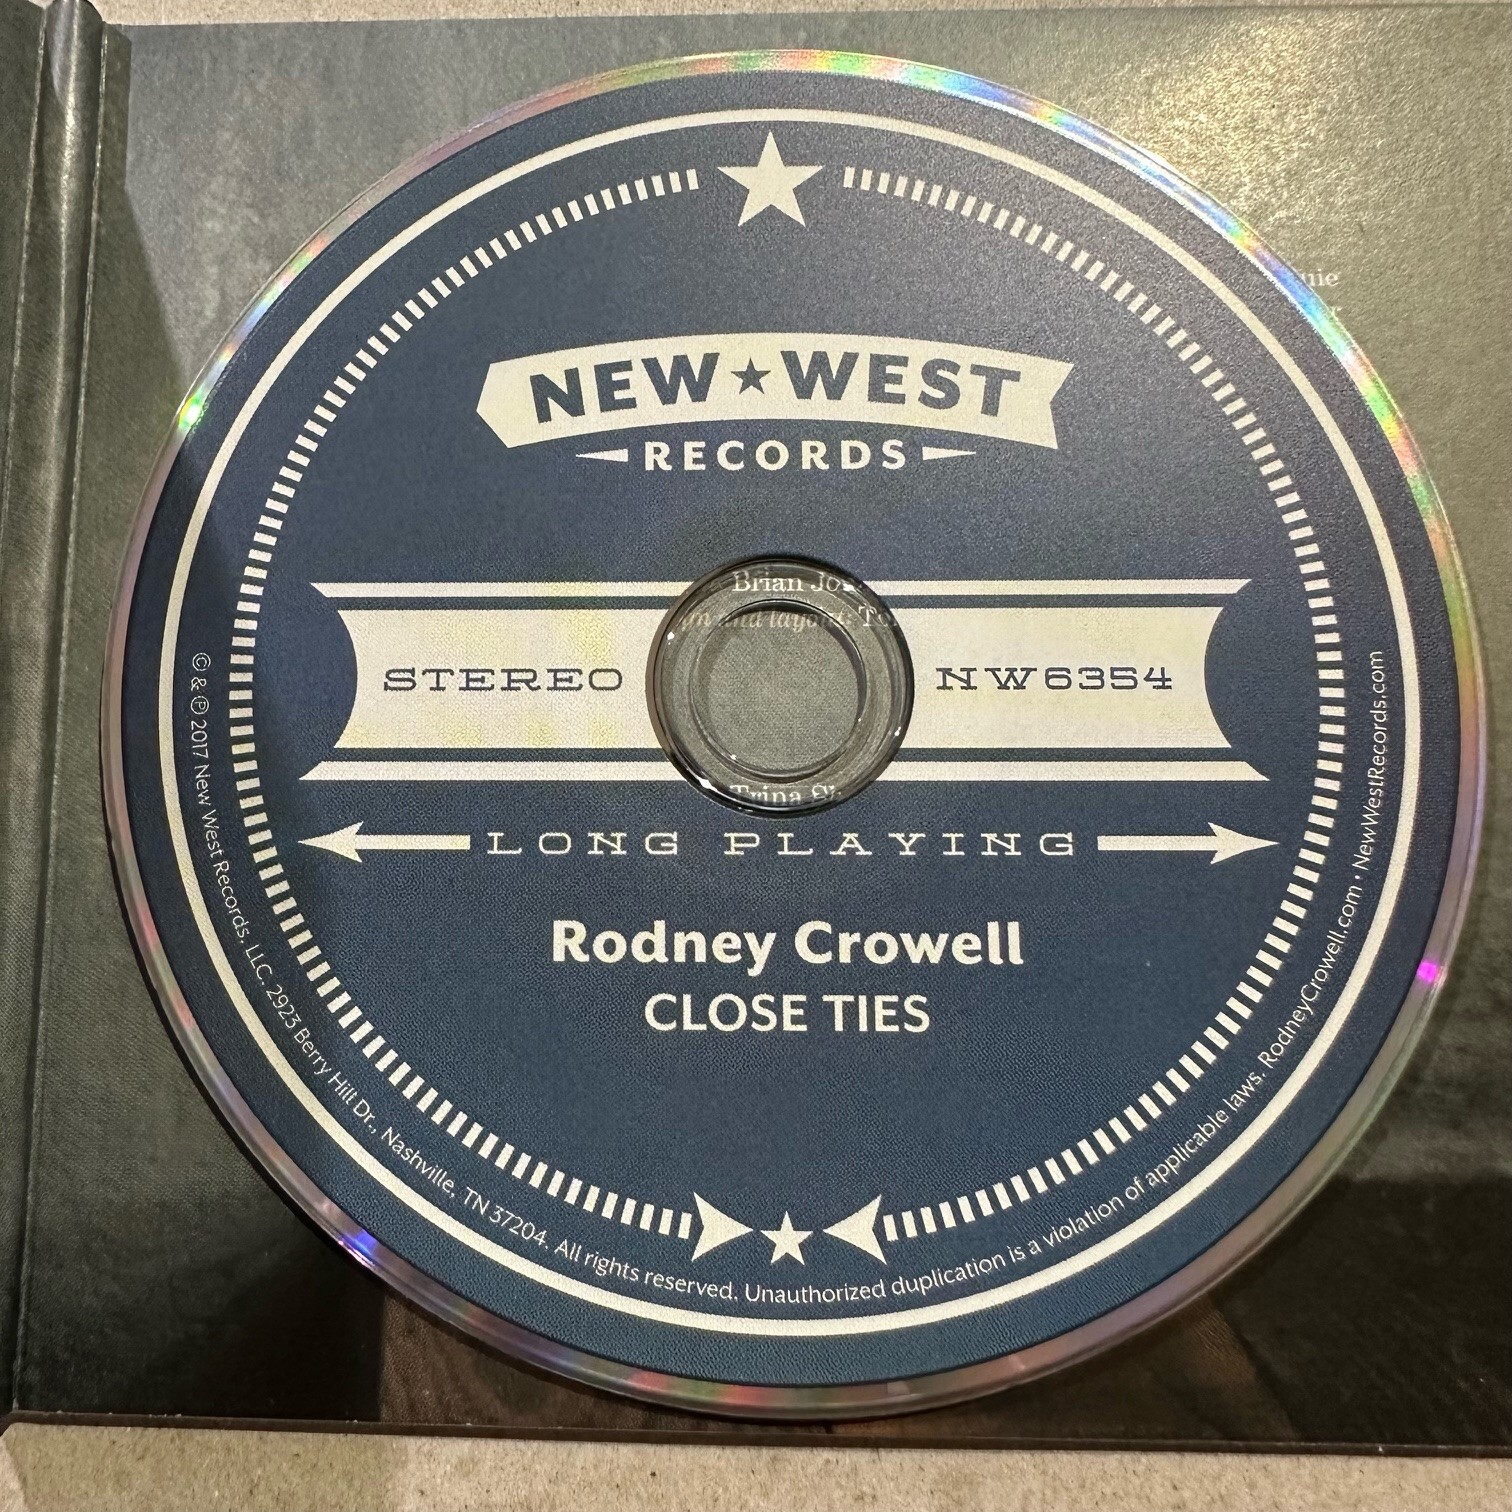 NEW★WEST
RECORDS
STEREO
NW6354
LONG PLAYING
Rodney Crowell
CLOSE TIES
© & ℗ 2017 New West Records, LLC. 2923 Berry Hill Dr., Nashville, TN 37204. All rights reserved. Unauthorized duplication is a violation of applicable laws. RodneyCrowell.com • NewWestRecords.com
Brian
and layout:
Trina